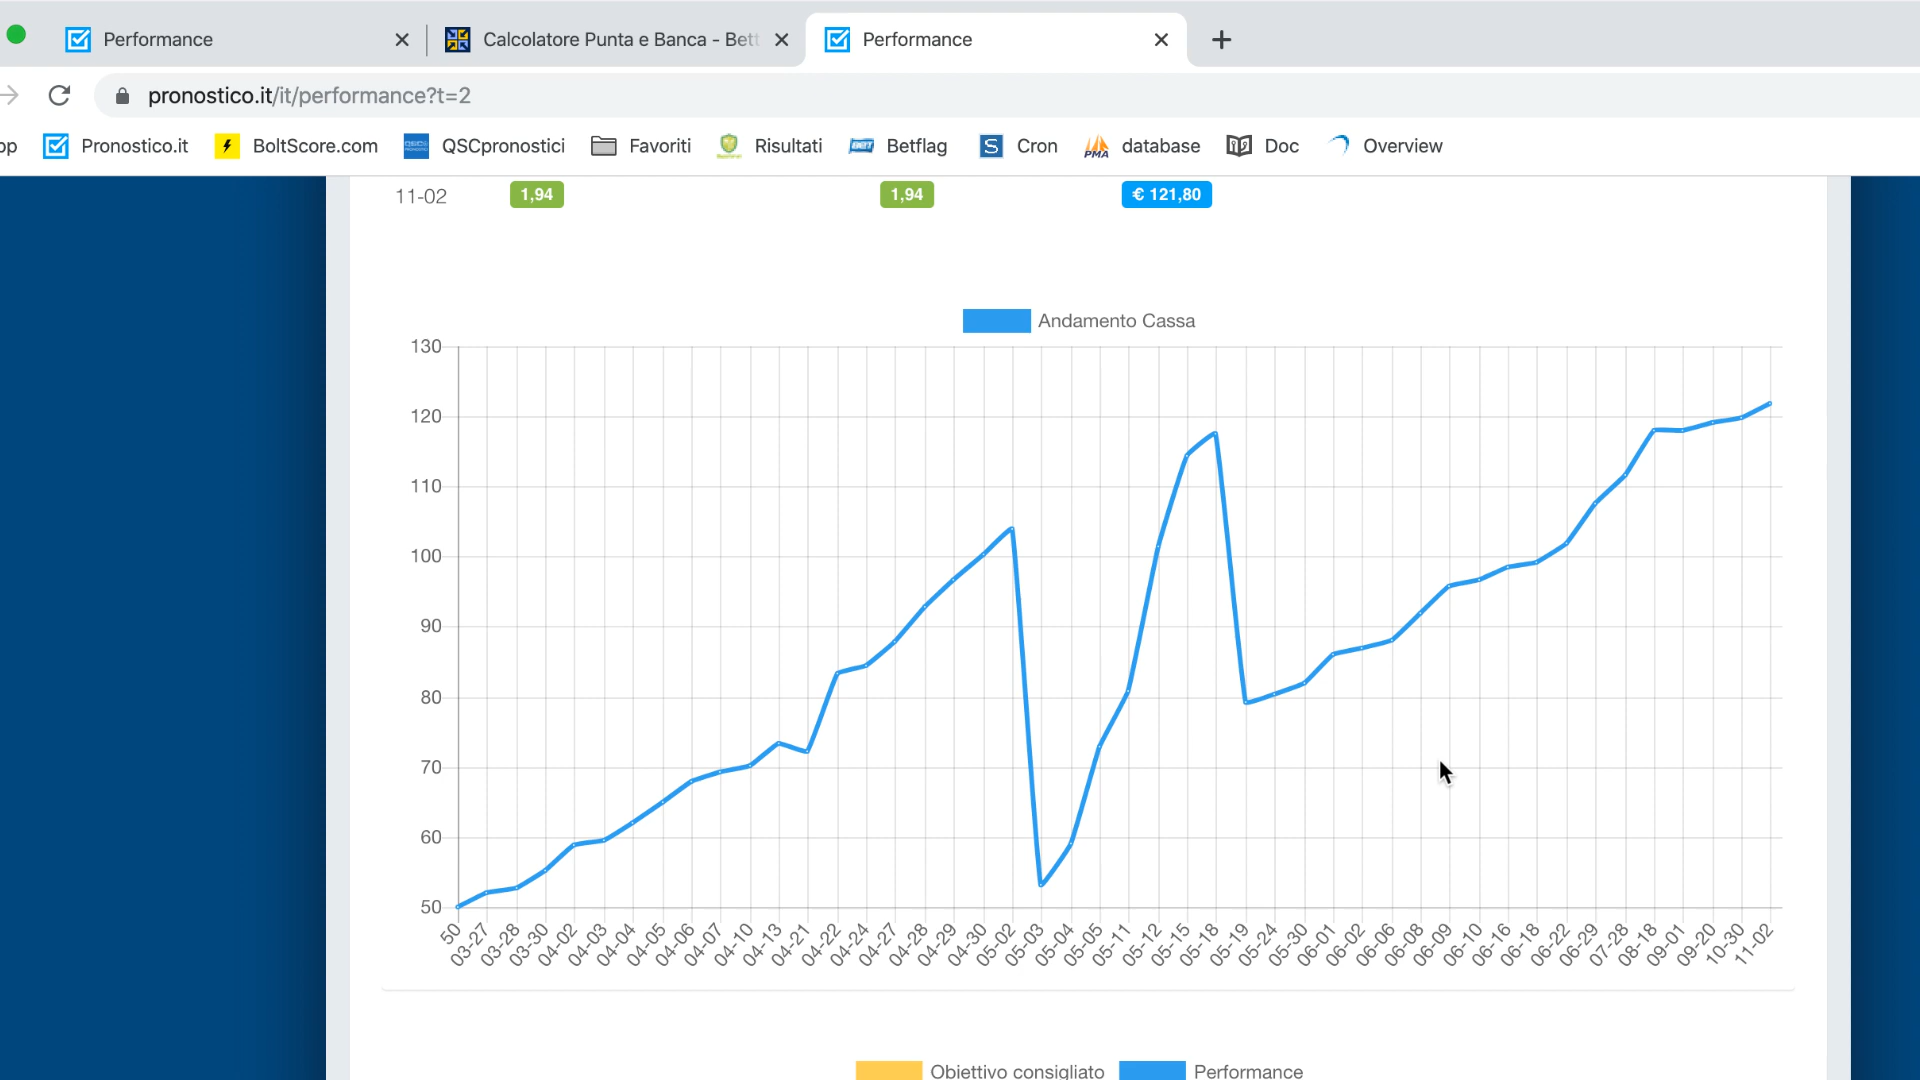 Performance
Calcolatore Punta e Banca - Bett
Performance
pronostico.it/it/performance?t=2
op
Pronostico.it
BoltScore.com
QSCpronostici
Favoriti
Risultati
Betflag
Cron
PMA
database
Doc
Overview
11-02 1,94 1,94 € 121,80
Andamento Cassa
130
120
110
100
90
80
70
60
50
50 03-27 03-28 03-30 04-02 04-03 04-04 04-05 04-06 04-07 04-10 04-13 04-21 04-22 04-24 04-27 04-28 04-29 04-30 05-02 05-03 05-04 05-05 05-11 05-12 05-15 05-18 05-19 05-24 05-30 06-01 06-02 06-06 06-08 06-09 06-10 06-16 06-18 06-22 06-29 07-28 08-18 09-01 09-20 10-30 11-02
Obiettivo consigliato Performance